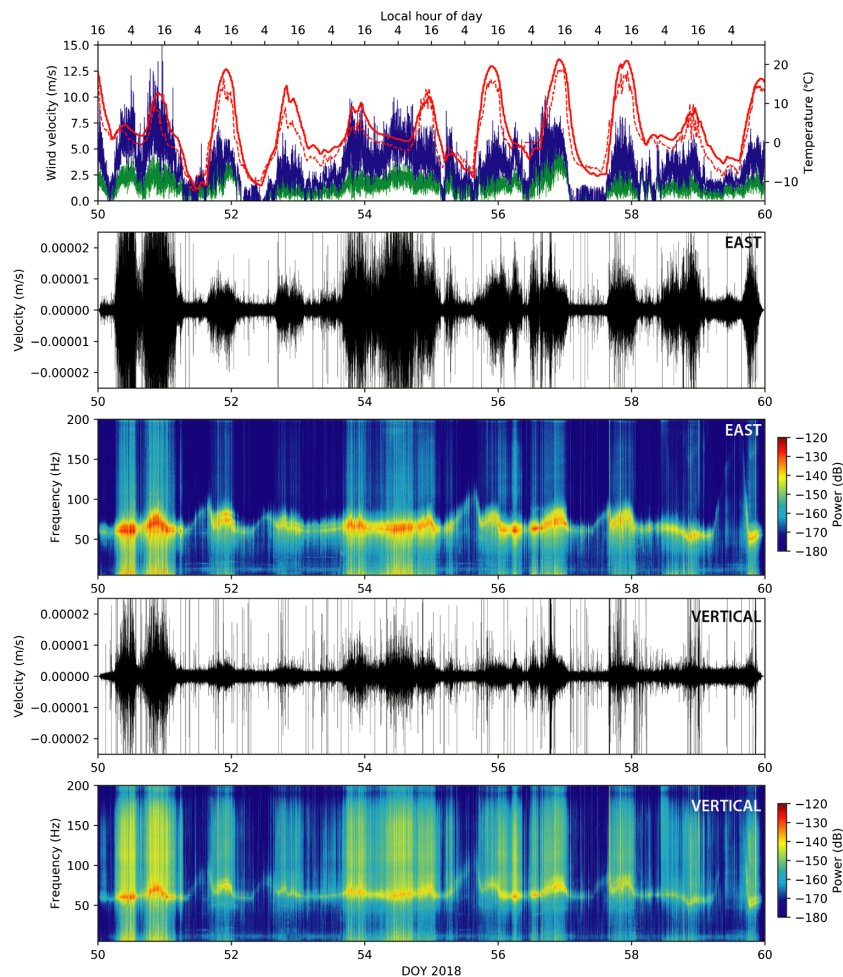 Local hour of day
16 4 16 4 16 4 16 4 16 4 16 4 16 4 16 4 16 4 16 4
15.0
12.5
10.0
7.5
5.0
2.5
0.0
Wind velocity (m/s)
20
10
0
−10
Temperature (°C)
50 52 54 56 58 60
EAST
0.00002
0.00001
0.00000
−0.00001
−0.00002
Velocity (m/s)
50 52 54 56 58 60
EAST
200
150
100
50
Frequency (Hz)
−120
−130
−140
−150
−160
−170
−180
Power (dB)
50 52 54 56 58 60
VERTICAL
0.00002
0.00001
0.00000
−0.00001
−0.00002
Velocity (m/s)
50 52 54 56 58 60
VERTICAL
200
150
100
50
Frequency (Hz)
−120
−130
−140
−150
−160
−170
−180
Power (dB)
50 52 54 56 58 60
DOY 2018